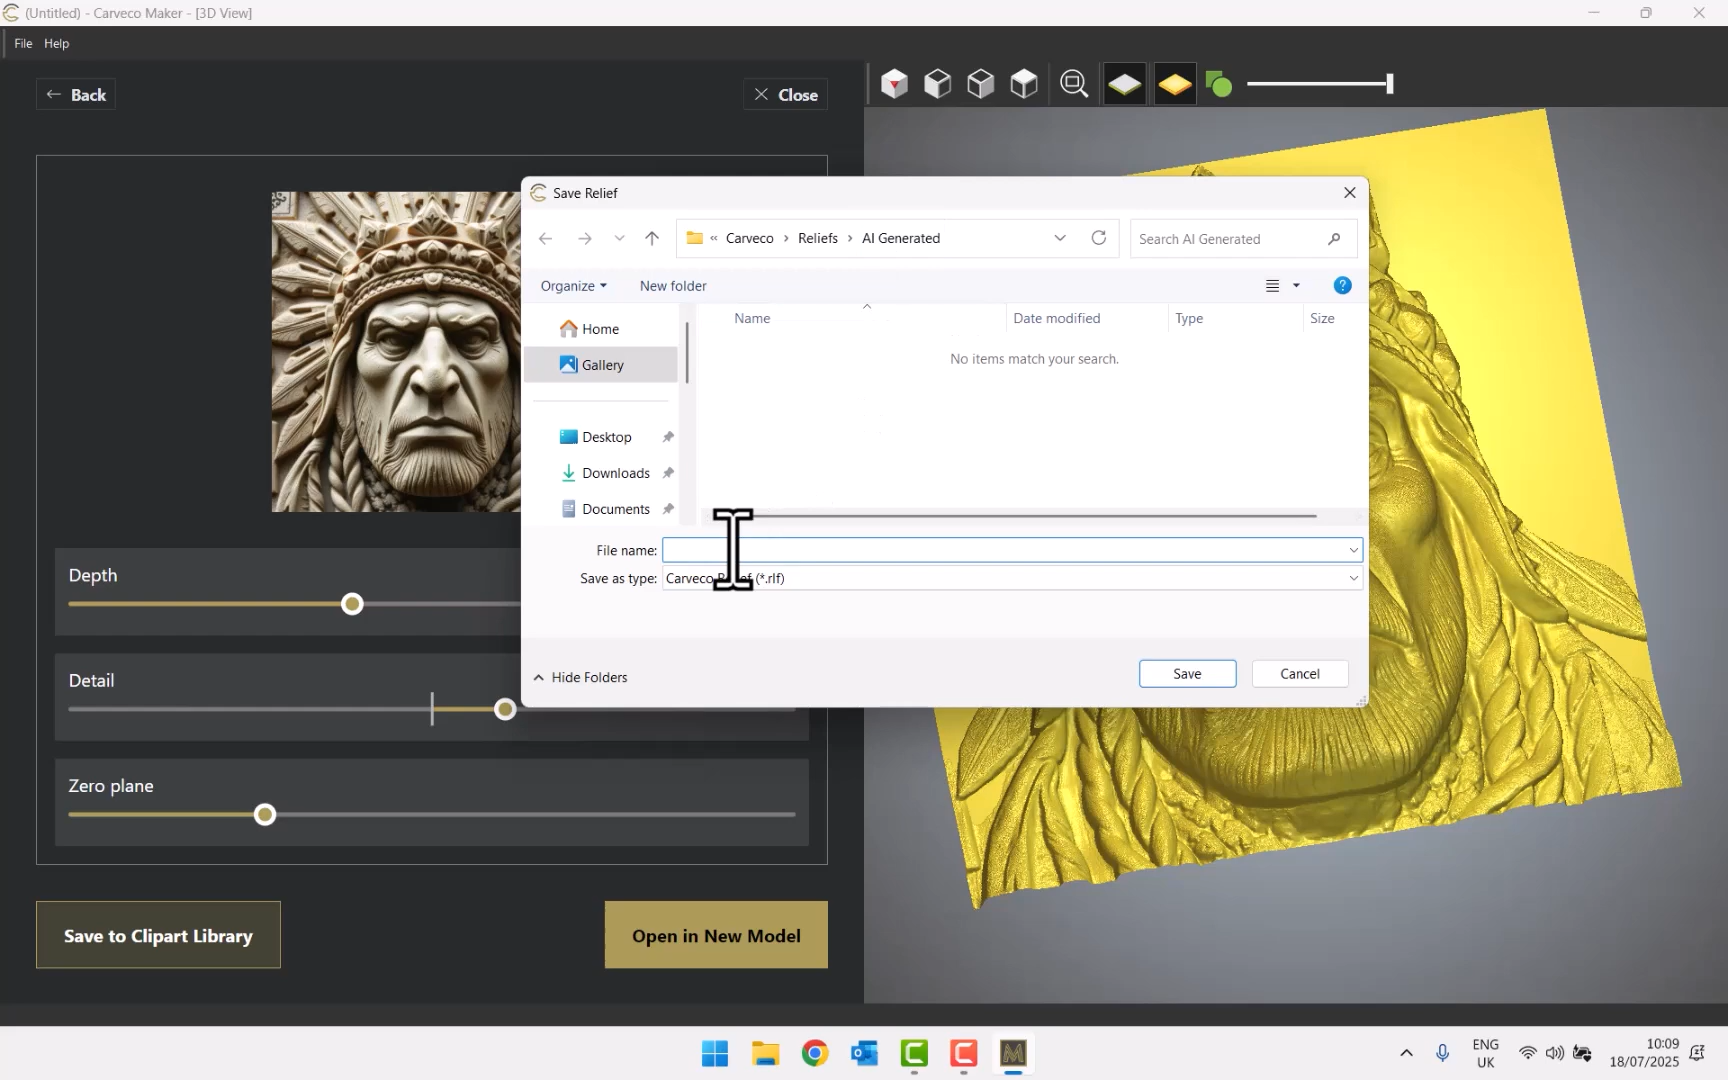 (Untitled) - Carveco Maker - [3D View]
File Help
Back
Close
Save Relief
« Carveco › Reliefs › AI Generated
Search AI Generated
Organize
New folder
Name
Date modified
Type
Size
Home
Gallery
No items match your search.
Desktop
Downloads
Documents
File name:
Save as type: Carveco Relief (*.rlf)
Hide Folders
Save
Cancel
Depth
Detail
Zero plane
Save to Clipart Library
Open in New Model
ENG
UK
10:09
18/07/2025